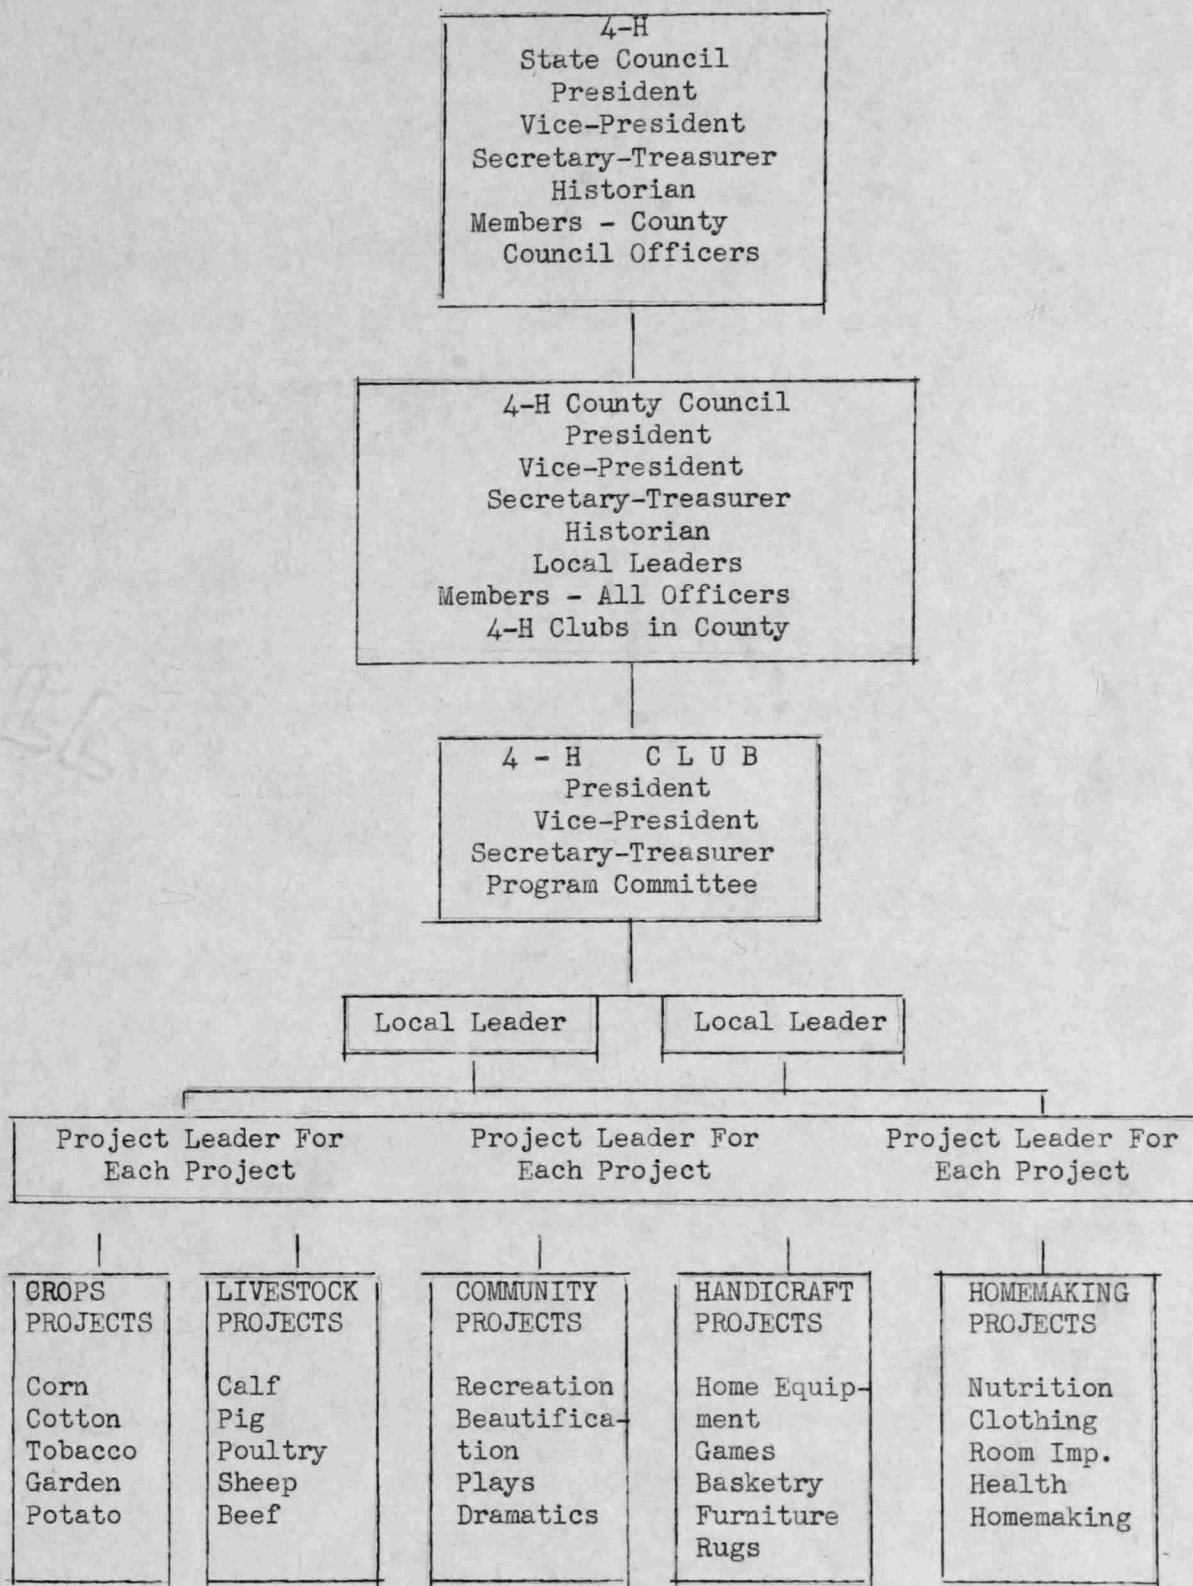 4-H
State Council
President
Vice-President
Secretary-Treasurer
Historian
Members - County
Council Officers
4-H County Council
President
Vice-President
Secretary-Treasurer
Historian
Local Leaders
Members - All Officers
4-H Clubs in County
4 - H   C L U B
President
Vice-President
Secretary-Treasurer
Program Committee
Local Leader
Local Leader
Project Leader For
Each Project
Project Leader For
Each Project
Project Leader For
Each Project
CROPS
PROJECTS
Corn
Cotton
Tobacco
Garden
Potato
LIVESTOCK
PROJECTS
Calf
Pig
Poultry
Sheep
Beef
COMMUNITY
PROJECTS
Recreation
Beautifica-
tion
Plays
Dramatics
HANDICRAFT
PROJECTS
Home Equip-
ment
Games
Basketry
Furniture
Rugs
HOMEMAKING
PROJECTS
Nutrition
Clothing
Room Imp.
Health
Homemaking